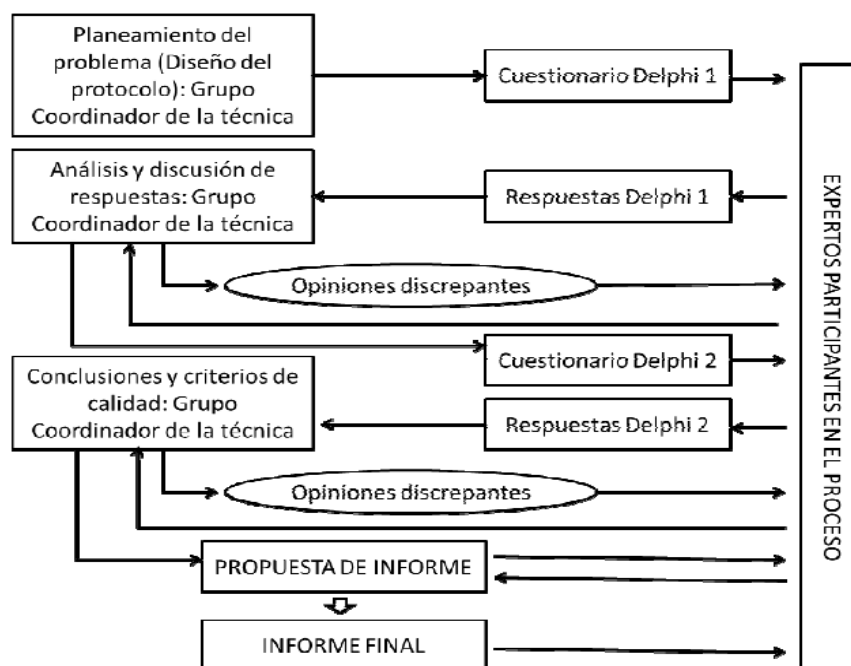 Planeamiento del
problema (Diseño del
protocolo): Grupo
Coordinador de la técnica
Cuestionario Delphi 1
Análisis y discusión de
respuestas: Grupo
Coordinador de la técnica
Respuestas Delphi 1
Opiniones discrepantes
Cuestionario Delphi 2
Conclusiones y criterios de
calidad: Grupo
Coordinador de la técnica
Respuestas Delphi 2
Opiniones discrepantes
PROPUESTA DE INFORME
INFORME FINAL
EXPERTOS PARTICIPANTES EN EL PROCESO